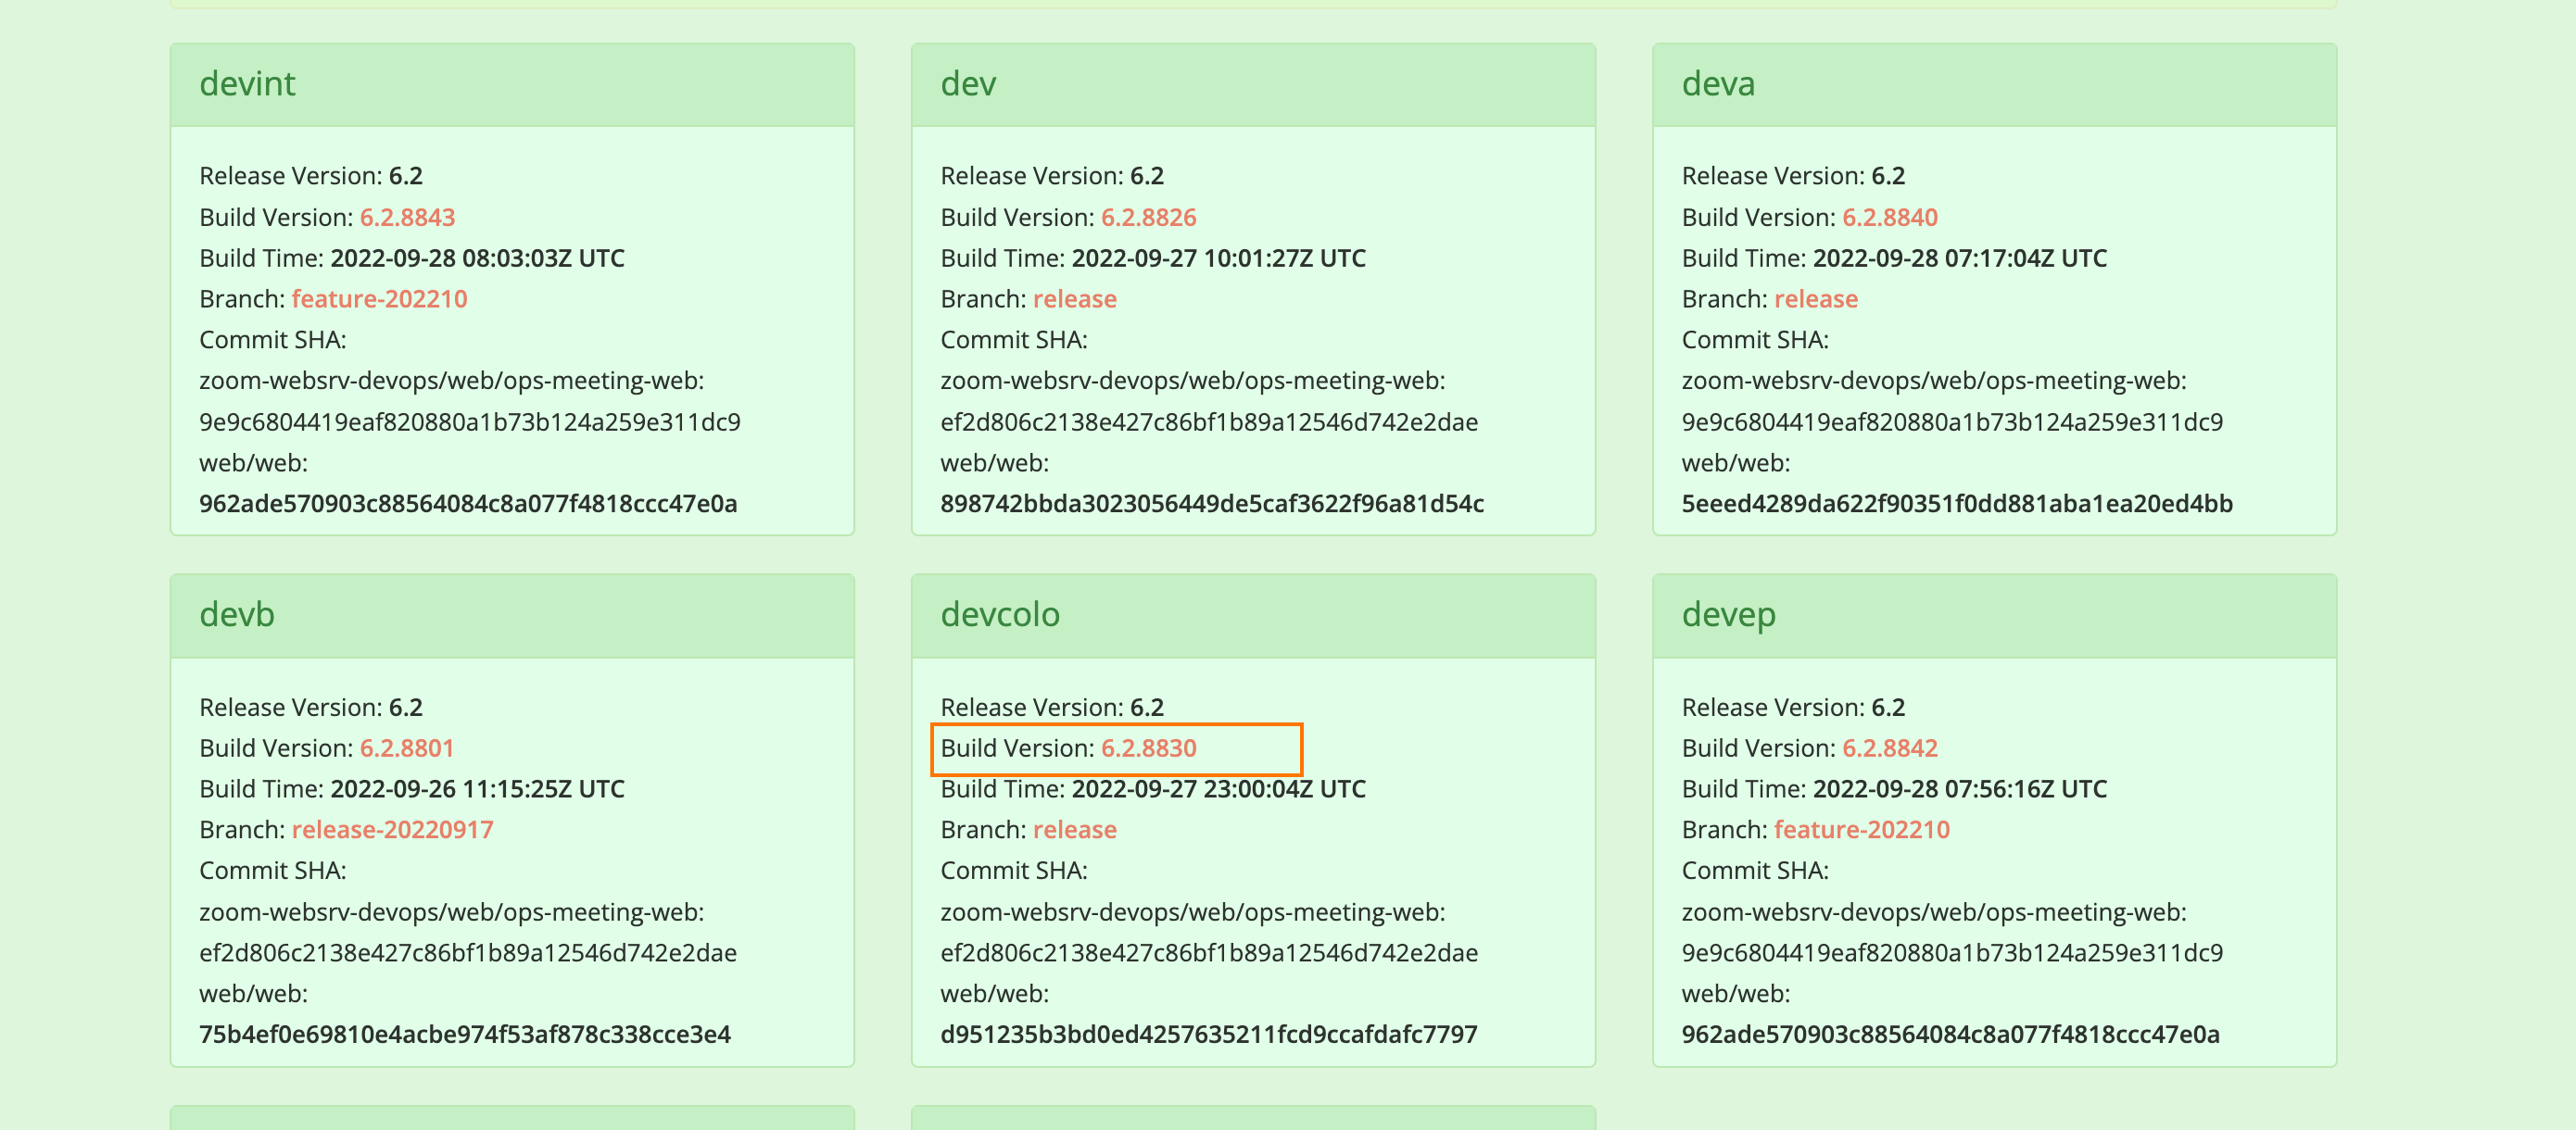 devint
Release Version: 6.2
Build Version: 6.2.8843
Build Time: 2022-09-28 08:03:03Z UTC
Branch: feature-202210
Commit SHA:
zoom-websrv-devops/web/ops-meeting-web:
9e9c6804419eaf820880a1b73b124a259e311dc9
web/web:
962ade570903c88564084c8a077f4818ccc47e0a
dev
Release Version: 6.2
Build Version: 6.2.8826
Build Time: 2022-09-27 10:01:27Z UTC
Branch: release
Commit SHA:
zoom-websrv-devops/web/ops-meeting-web:
ef2d806c2138e427c86bf1b89a12546d742e2dae
web/web:
898742bbda3023056449de5caf3622f96a81d54c
deva
Release Version: 6.2
Build Version: 6.2.8840
Build Time: 2022-09-28 07:17:04Z UTC
Branch: release
Commit SHA:
zoom-websrv-devops/web/ops-meeting-web:
9e9c6804419eaf820880a1b73b124a259e311dc9
web/web:
5eeed4289da622f90351f0dd881aba1ea20ed4bb
devb
Release Version: 6.2
Build Version: 6.2.8801
Build Time: 2022-09-26 11:15:25Z UTC
Branch: release-20220917
Commit SHA:
zoom-websrv-devops/web/ops-meeting-web:
ef2d806c2138e427c86bf1b89a12546d742e2dae
web/web:
75b4ef0e69810e4acbe974f53af878c338cce3e4
devcolo
Release Version: 6.2
Build Version: 6.2.8830
Build Time: 2022-09-27 23:00:04Z UTC
Branch: release
Commit SHA:
zoom-websrv-devops/web/ops-meeting-web:
ef2d806c2138e427c86bf1b89a12546d742e2dae
web/web:
d951235b3bd0ed4257635211fcd9ccafdafc7797
devep
Release Version: 6.2
Build Version: 6.2.8842
Build Time: 2022-09-28 07:56:16Z UTC
Branch: feature-202210
Commit SHA:
zoom-websrv-devops/web/ops-meeting-web:
9e9c6804419eaf820880a1b73b124a259e311dc9
web/web:
962ade570903c88564084c8a077f4818ccc47e0a